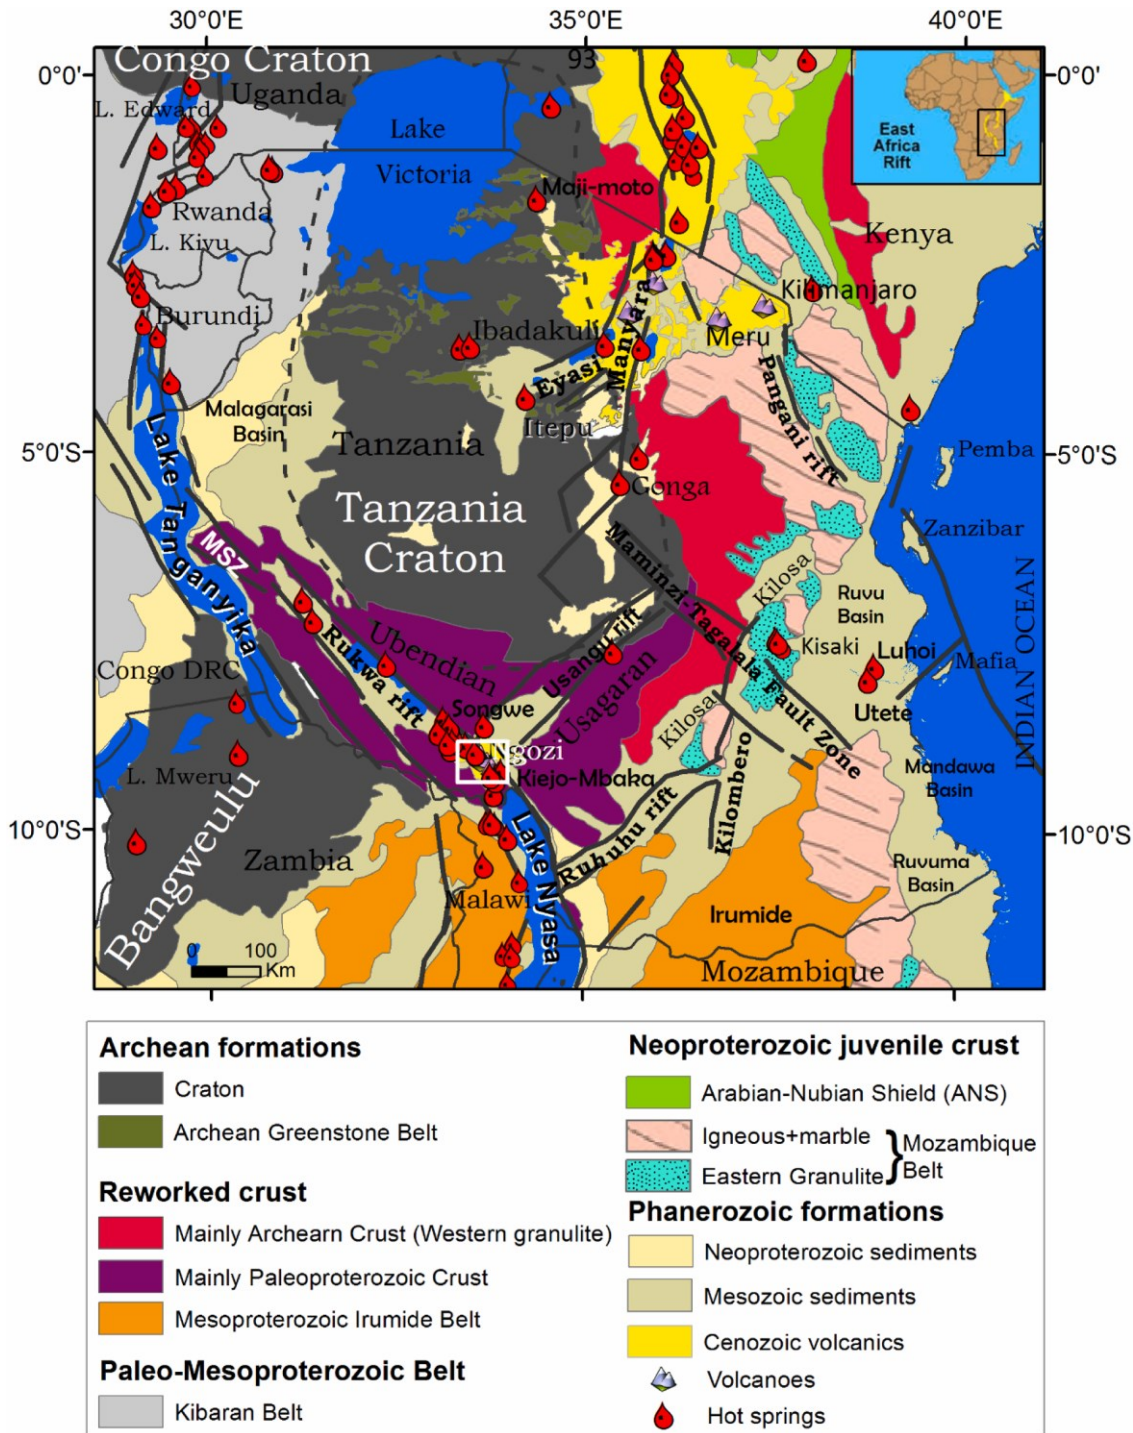 30°0'E
35°0'E
40°0'E
0°0'
0°0'
5°0'S
5°0'S
10°0'S
10°0'S
Congo Craton
93
Uganda
L. Edward
Lake
Victoria
East
Africa
Rift
Maji-moto
Rwanda
L. Kivu
Kenya
Burundi
Ibadakuli
Manyara
Kilimanjaro
Meru
Eyasi
Itepu
Pangani rift
Malagarasi
Basin
Tanzania
Lake Tanganyika
Pemba
Gonga
Tanzania
Craton
Zanzibar
MSZ
Maminzi-Tagalala Fault Zone
Kilosa
Ruvu
Basin
Rukwa rift
Ubendian
Usangu rift
Usagaran
Kisaki
Luhoi
Mafia
INDIAN OCEAN
Congo DRC
Songwe
Kilosa
Utete
Ngozi
Kiejo-Mbaka
L. Mweru
Kilombero
Mandawa
Basin
Bangweulu
Zambia
Lake Nyasa
Ruhuhu rift
Ruvuma
Basin
Malawi
Irumide
Mozambique
0 100
Km
Archean formations
Craton
Archean Greenstone Belt
Reworked crust
Mainly Archearn Crust (Western granulite)
Mainly Paleoproterozoic Crust
Mesoproterozoic Irumide Belt
Paleo-Mesoproterozoic Belt
Kibaran Belt
Neoproterozoic juvenile crust
Arabian-Nubian Shield (ANS)
Igneous+marble
Eastern Granulite
} Mozambique
Belt
Phanerozoic formations
Neoproterozoic sediments
Mesozoic sediments
Cenozoic volcanics
Volcanoes
Hot springs